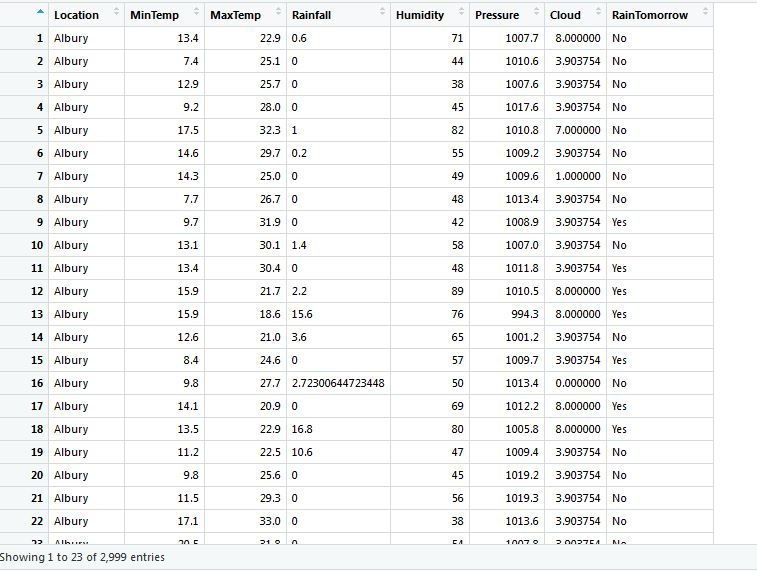 Location MinTemp MaxTemp Rainfall Humidity Pressure Cloud RainTomorrow
1 Albury 13.4 22.9 0.6 71 1007.7 8.000000 No
2 Albury 7.4 25.1 0 44 1010.6 3.903754 No
3 Albury 12.9 25.7 0 38 1007.6 3.903754 No
4 Albury 9.2 28.0 0 45 1017.6 3.903754 No
5 Albury 17.5 32.3 1 82 1010.8 7.000000 No
6 Albury 14.6 29.7 0.2 55 1009.2 3.903754 No
7 Albury 14.3 25.0 0 49 1009.6 1.000000 No
8 Albury 7.7 26.7 0 48 1013.4 3.903754 No
9 Albury 9.7 31.9 0 42 1008.9 3.903754 Yes
10 Albury 13.1 30.1 1.4 58 1007.0 3.903754 No
11 Albury 13.4 30.4 0 48 1011.8 3.903754 Yes
12 Albury 15.9 21.7 2.2 89 1010.5 8.000000 Yes
13 Albury 15.9 18.6 15.6 76 994.3 8.000000 Yes
14 Albury 12.6 21.0 3.6 65 1001.2 3.903754 No
15 Albury 8.4 24.6 0 57 1009.7 3.903754 Yes
16 Albury 9.8 27.7 2.72300644723448 50 1013.4 0.000000 No
17 Albury 14.1 20.9 0 69 1012.2 8.000000 Yes
18 Albury 13.5 22.9 16.8 80 1005.8 8.000000 Yes
19 Albury 11.2 22.5 10.6 47 1009.4 3.903754 No
20 Albury 9.8 25.6 0 45 1019.2 3.903754 No
21 Albury 11.5 29.3 0 56 1019.3 3.903754 No
22 Albury 17.1 33.0 0 38 1013.6 3.903754 No
23 Albury 20.5 31.8 0 54 1007.8 3.903754 No
Showing 1 to 23 of 2,999 entries